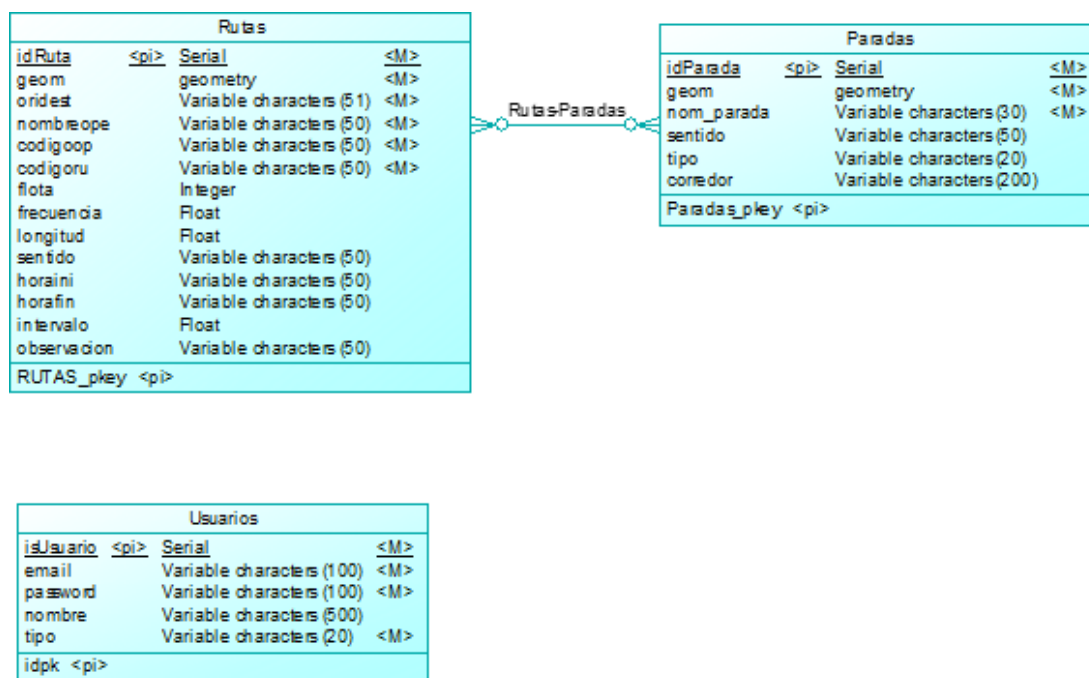 Rutas
idRuta <pi> Serial <M>
geom geometry <M>
oridest Variable characters (51) <M>
nombreope Variable characters (50) <M>
codigoop Variable characters (50) <M>
codigoru Variable characters (50) <M>
flota Integer
frecuencia Float
longitud Float
sentido Variable characters (50)
horaini Variable characters (50)
horafin Variable characters (50)
intervalo Float
observacion Variable characters (50)
RUTAS_pkey <pi>
Rutas-Paradas
Paradas
idParada <pi> Serial <M>
geom geometry <M>
nom_parada Variable characters (30) <M>
sentido Variable characters (50)
tipo Variable characters (20)
corredor Variable characters (200)
Paradas_pkey <pi>
Usuarios
isUsuario <pi> Serial <M>
email Variable characters (100) <M>
password Variable characters (100) <M>
nombre Variable characters (500)
tipo Variable characters (20) <M>
idpk <pi>